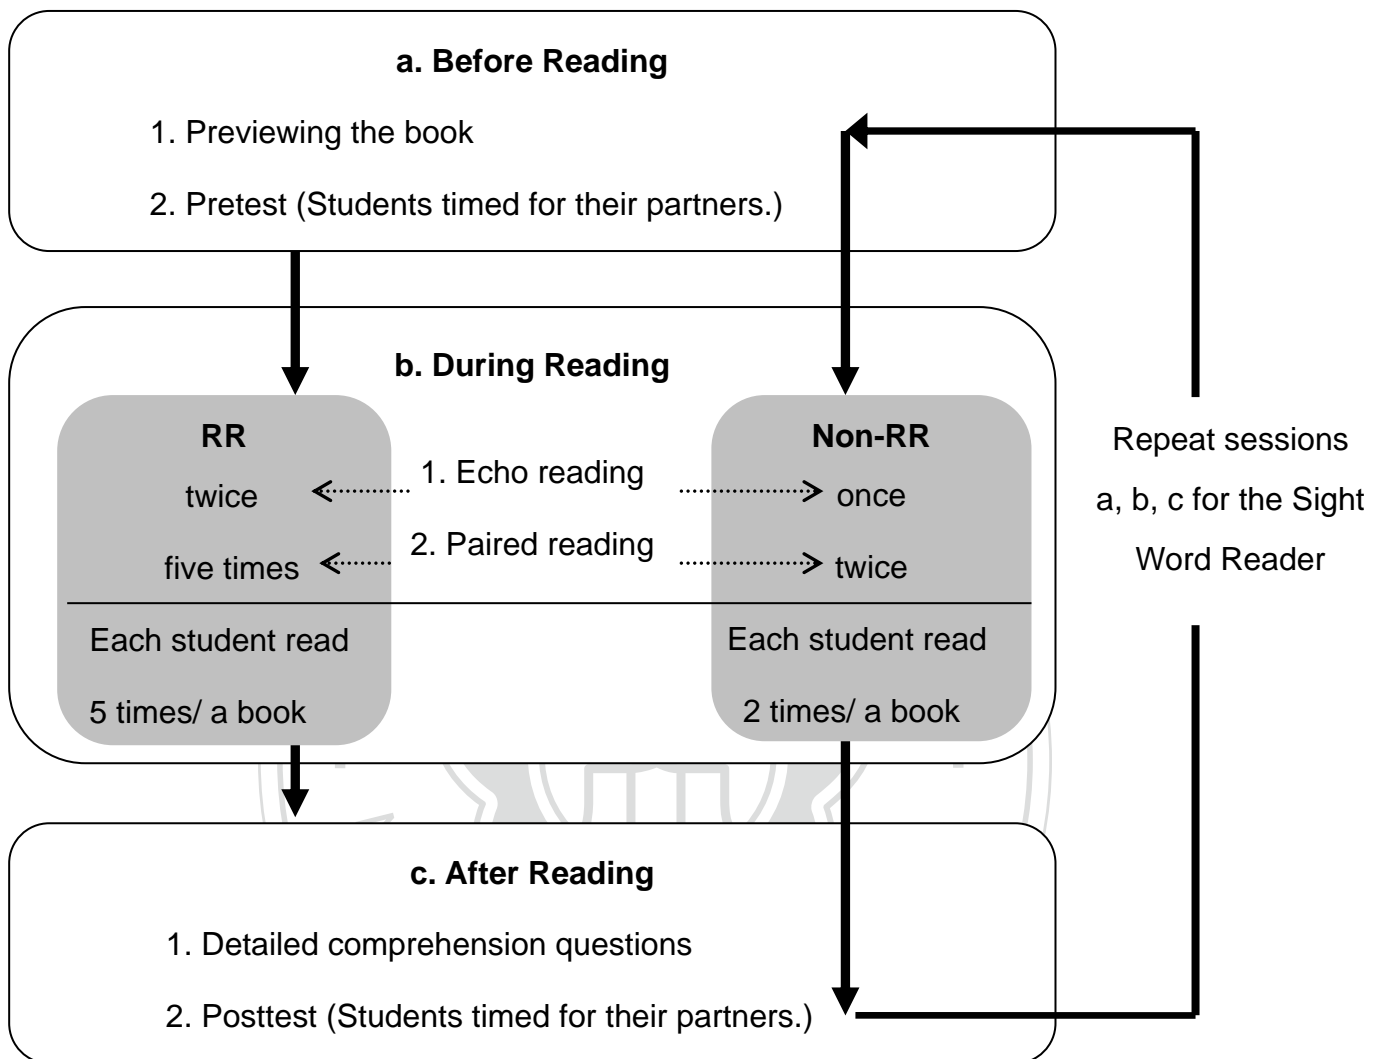 a. Before Reading
1. Previewing the book
2. Pretest (Students timed for their partners.)
b. During Reading
RR
Non-RR
1. Echo reading
twice
once
2. Paired reading
five times
twice
Each student read
5 times/ a book
Each student read
2 times/ a book
Repeat sessions
a, b, c for the Sight
Word Reader
c. After Reading
1. Detailed comprehension questions
2. Posttest (Students timed for their partners.)